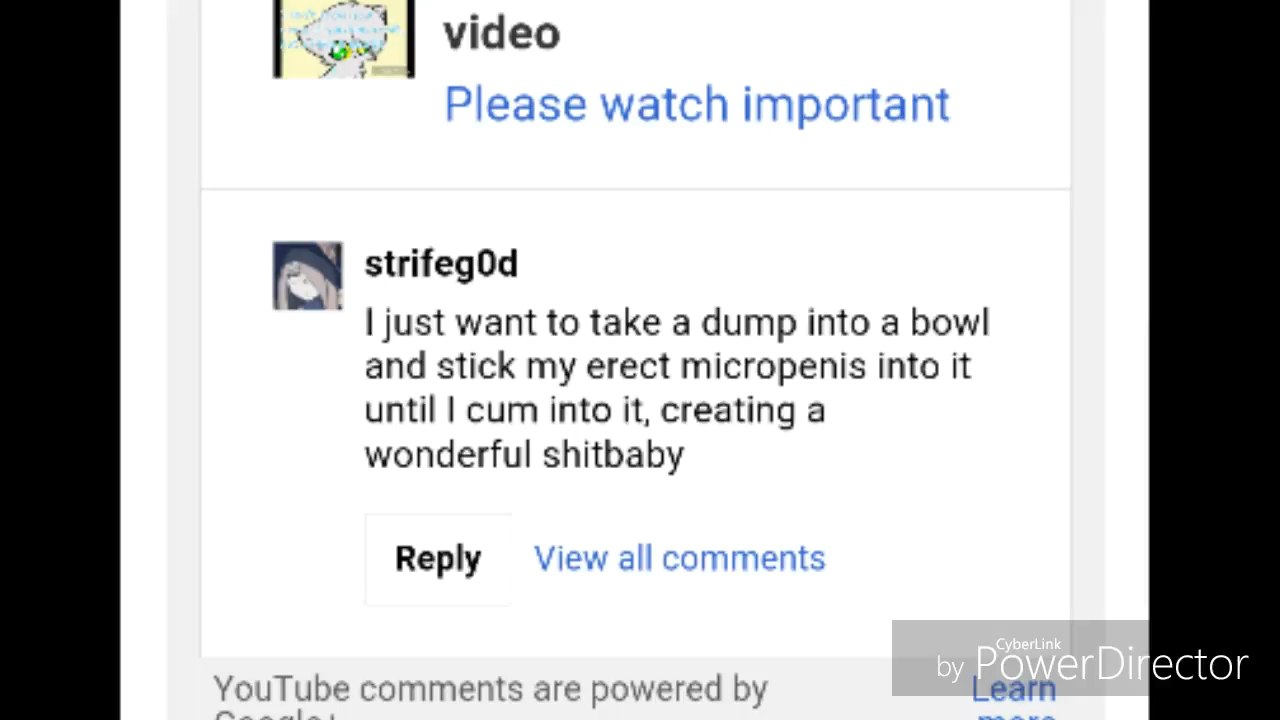 video
Please watch important
strifeg0d
I just want to take a dump into a bowl
and stick my erect micropenis into it
until I cum into it, creating a
wonderful shitbaby
Reply View all comments
YouTube comments are powered by
Google+
Learn
more
CyberLink
by PowerDirector